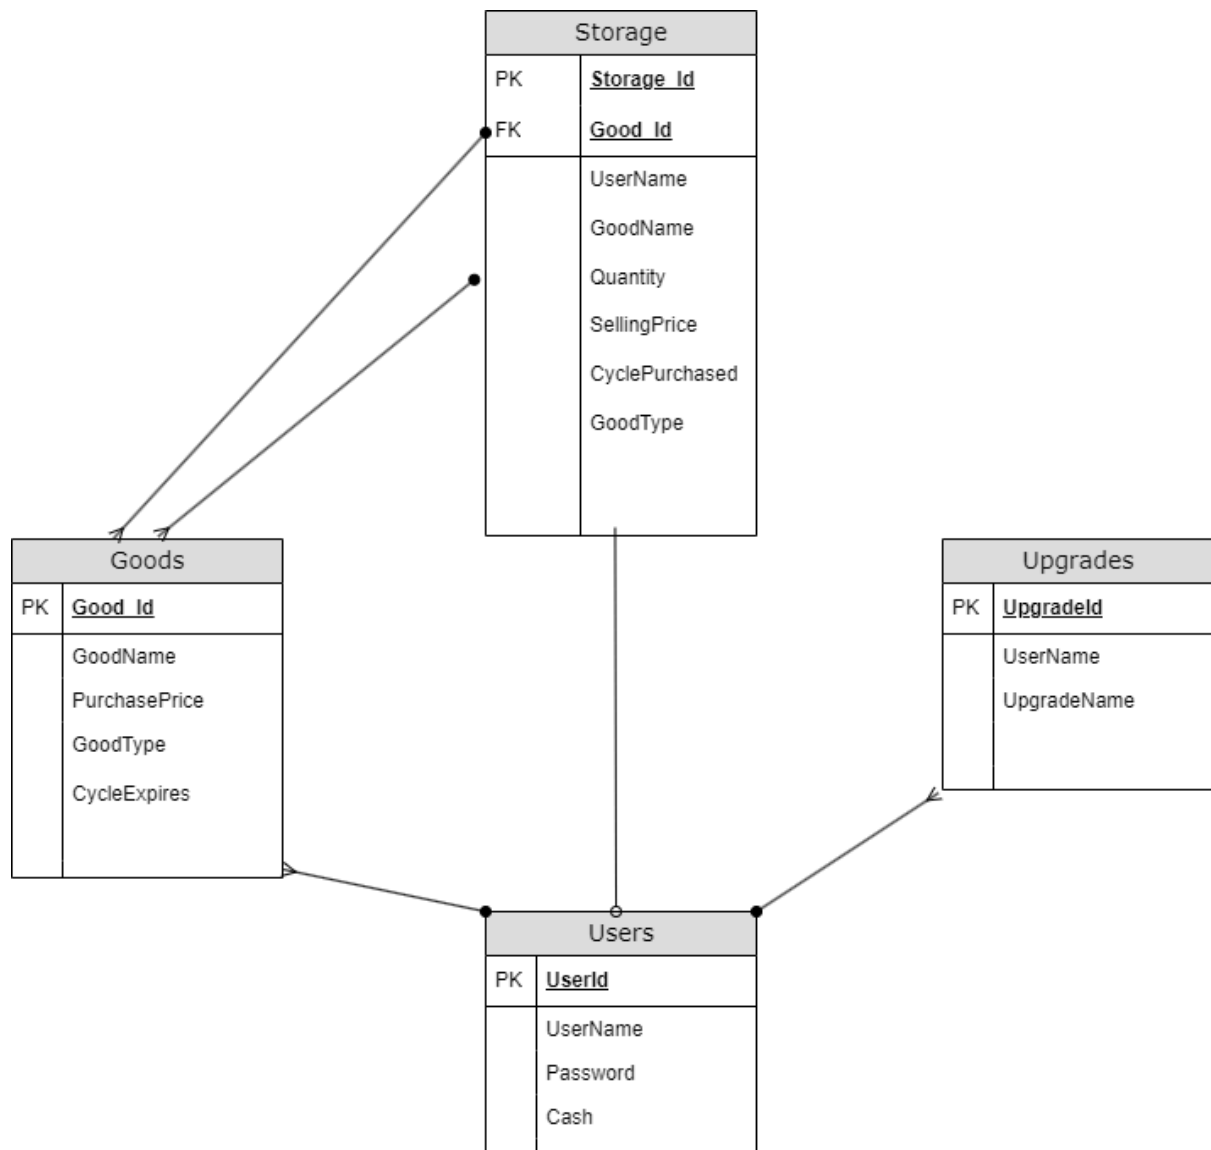 Storage
PK Storage_Id
FK Good_Id
UserName
GoodName
Quantity
SellingPrice
CyclePurchased
GoodType
Goods
PK Good_Id
GoodName
PurchasePrice
GoodType
CycleExpires
Upgrades
PK UpgradeId
UserName
UpgradeName
Users
PK UserId
UserName
Password
Cash